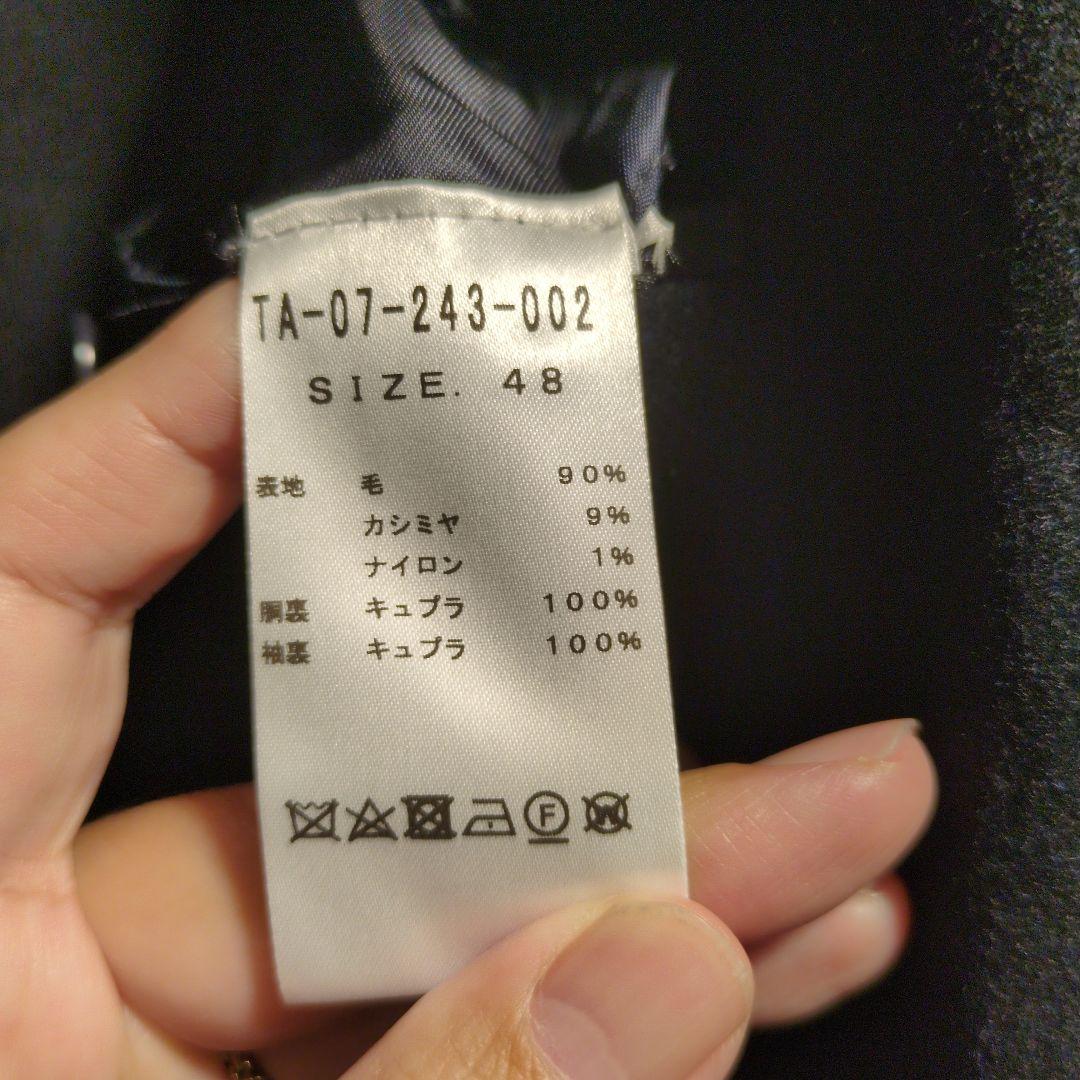 TA-07-243-002
SIZE. 48
表地 毛 90%
カシミヤ 9%
ナイロン 1%
胴裏 キュプラ 100%
袖裏 キュプラ 100%
F W